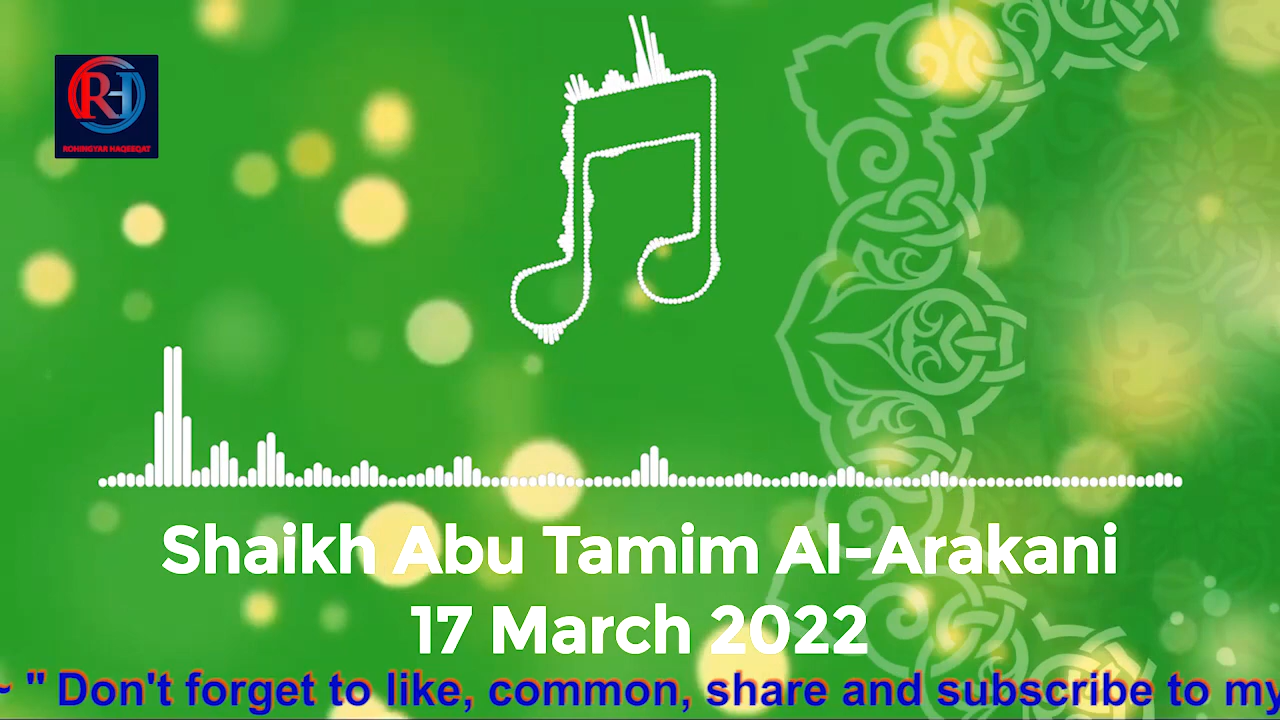 RH
ROHINGYAR HAQEEQAT
Shaikh Abu Tamim Al-Arakani
17 March 2022
~ " Don't forget to like, common, share and subscribe to my